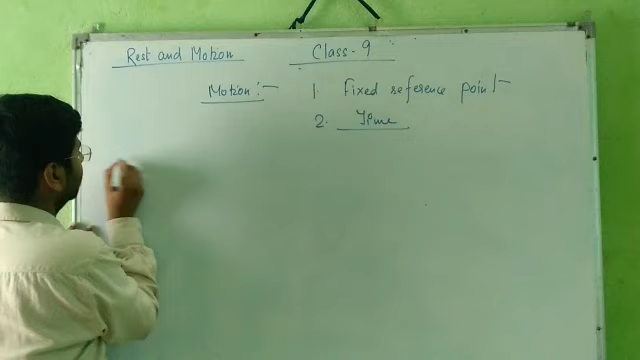 Rest and Motion Class - 9
Motion :- 1 Fixed reference point
2. Time